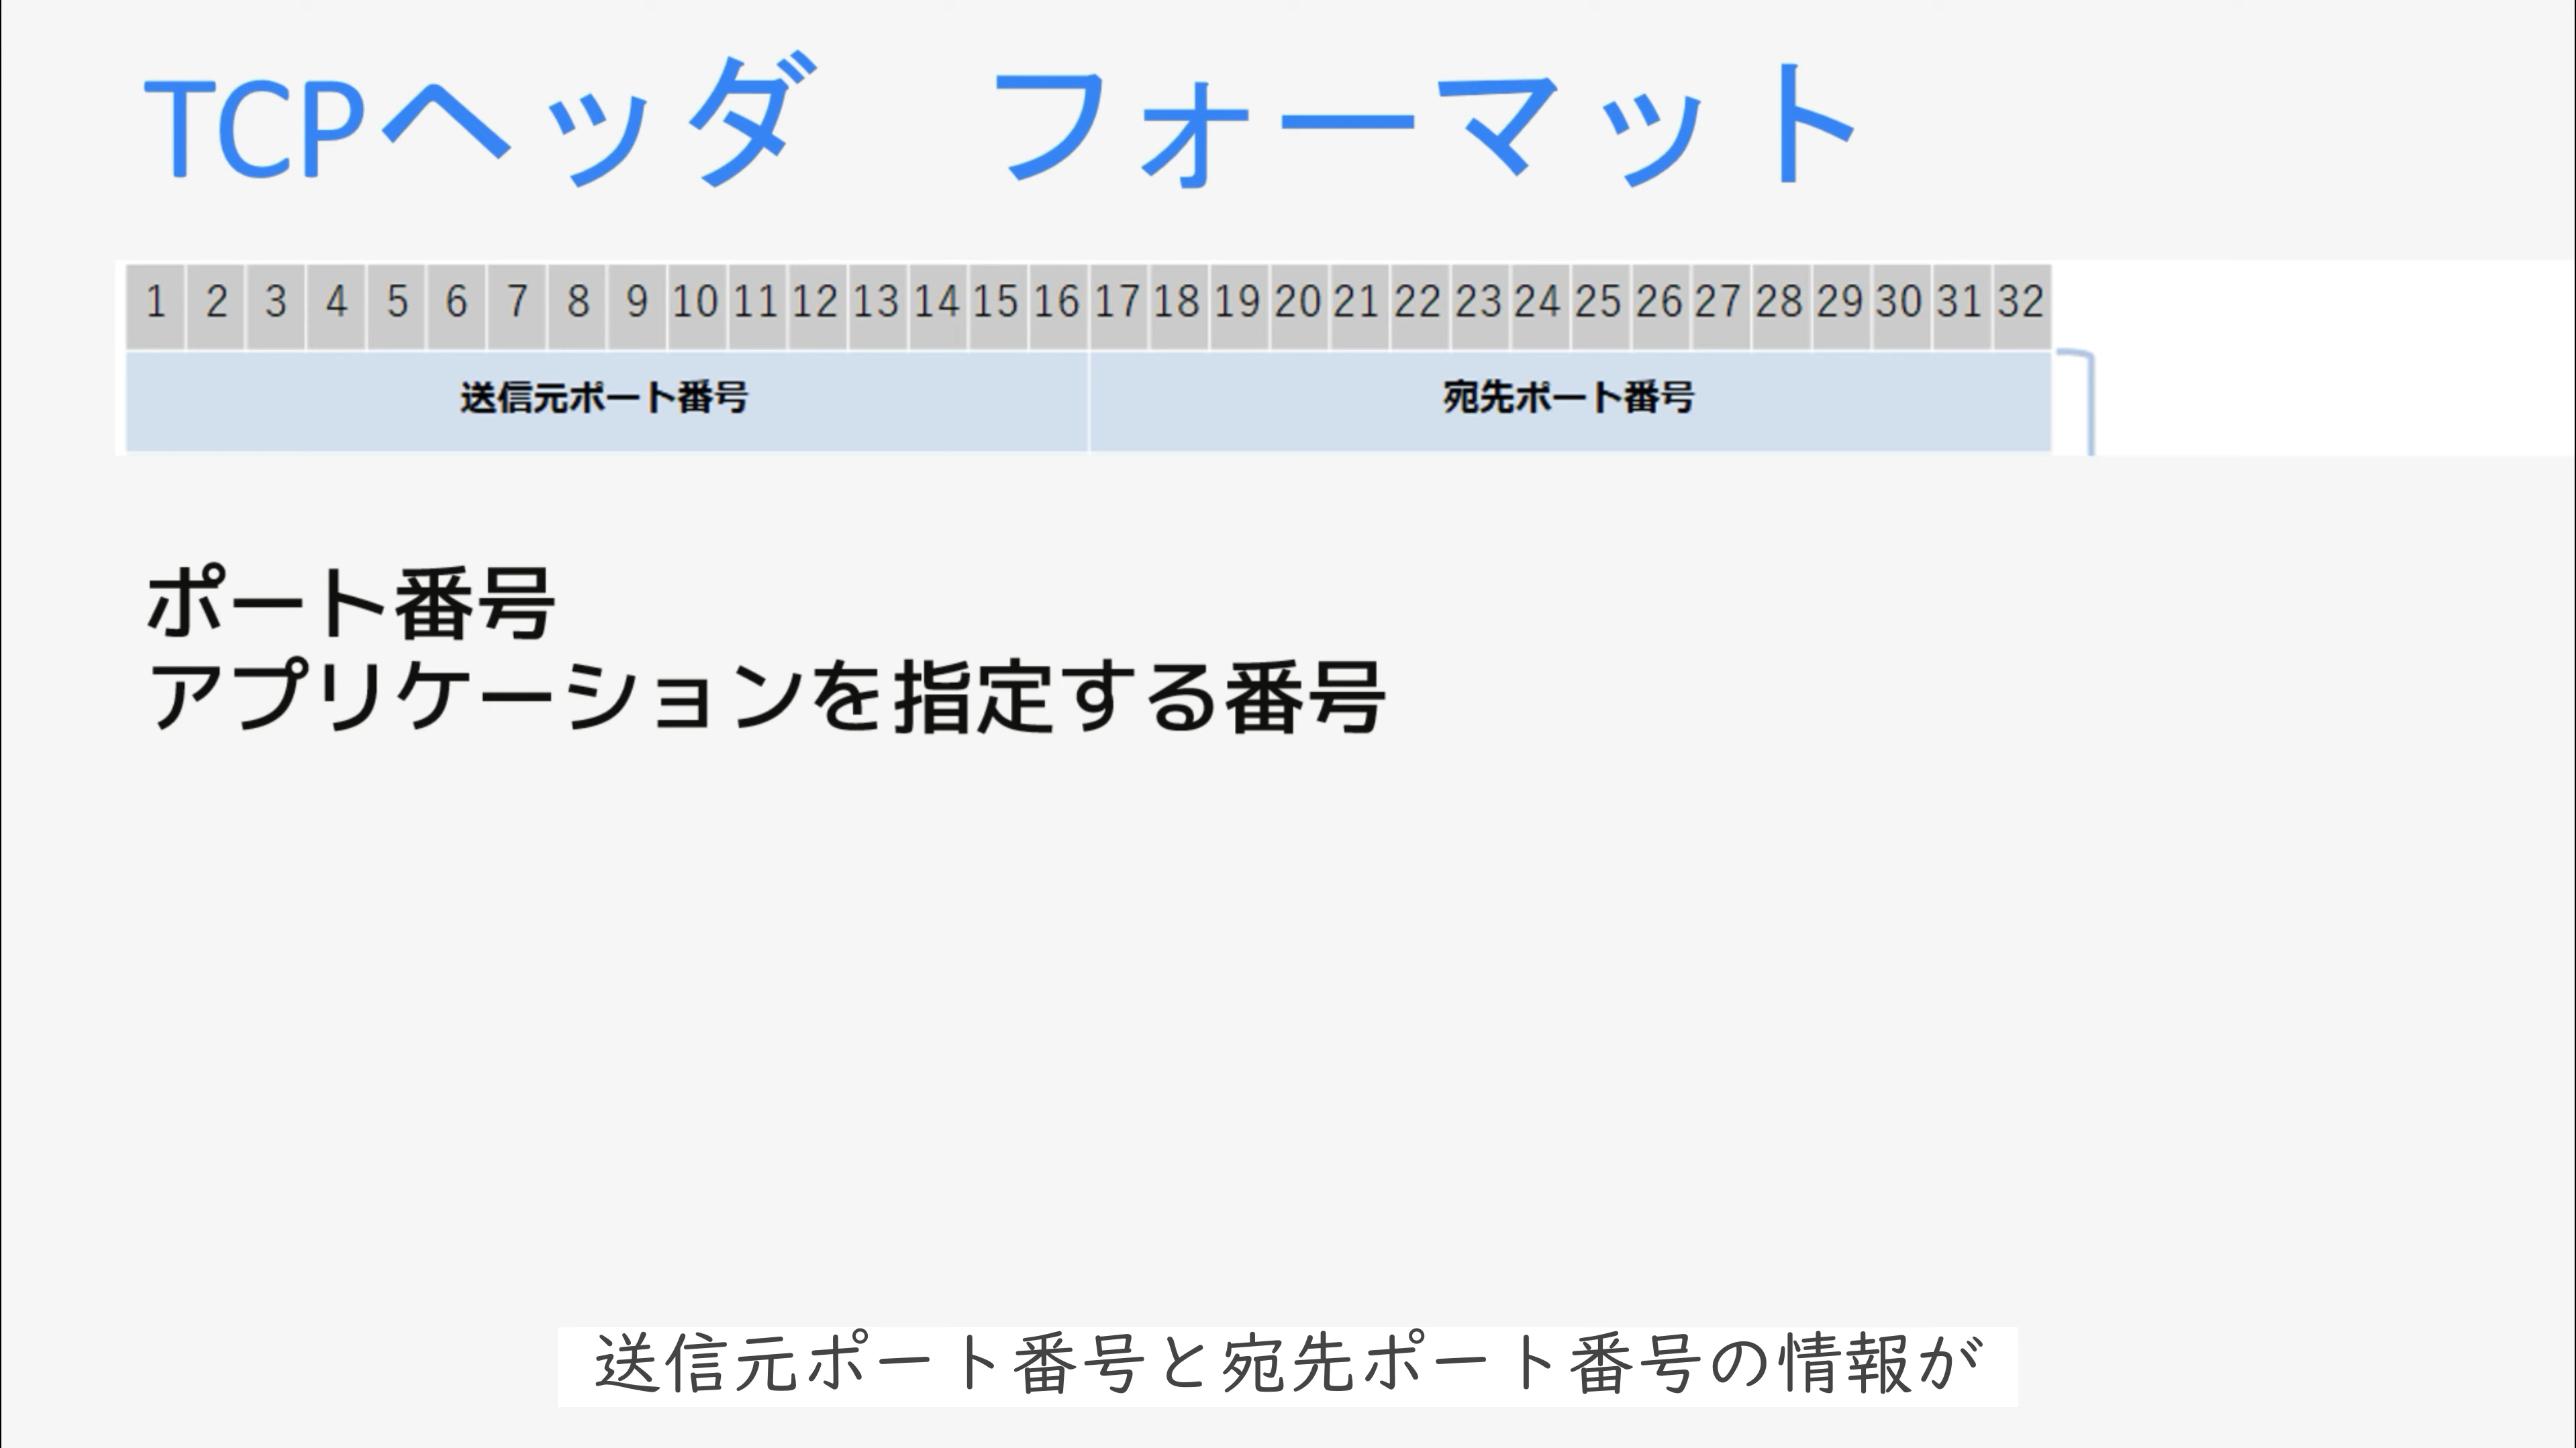 TCPヘッダ　フォーマット
1 2 3 4 5 6 7 8 9 10 11 12 13 14 15 16 17 18 19 20 21 22 23 24 25 26 27 28 29 30 31 32
送信元ポート番号 宛先ポート番号
ポート番号
アプリケーションを指定する番号
送信元ポート番号と宛先ポート番号の情報が